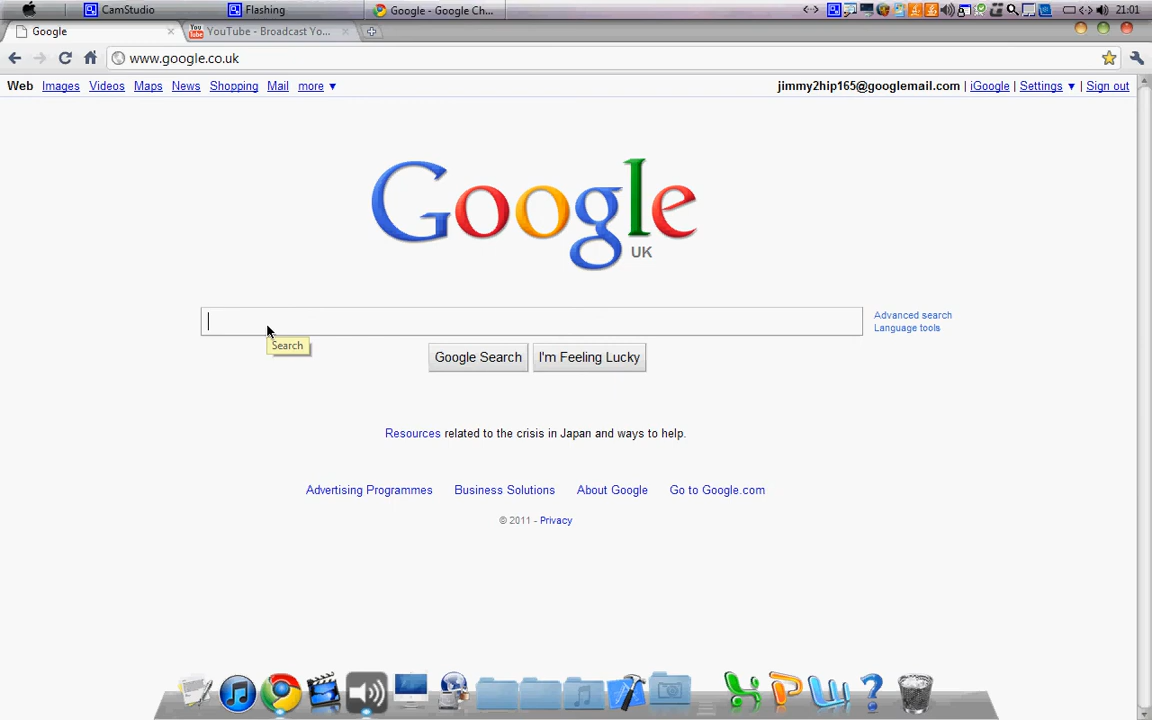 CamStudio
Flashing
Google - Google Ch...
21:01
Google
YouTube - Broadcast Yo...
www.google.co.uk
Web Images Videos Maps News Shopping Mail more ▼
jimmy2hip165@googlemail.com | iGoogle | Settings ▼ | Sign out
Google
UK
Advanced search
Language tools
Search
Google Search
I'm Feeling Lucky
Resources related to the crisis in Japan and ways to help.
Advertising Programmes Business Solutions About Google Go to Google.com
© 2011 - Privacy